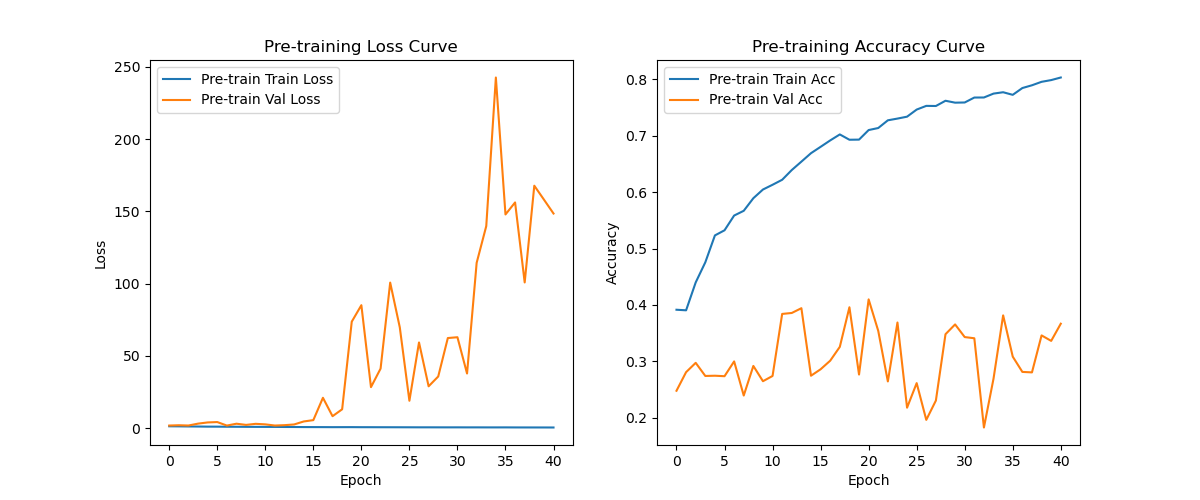 Pre-training Loss Curve
Pre-train Train Loss
Pre-train Val Loss
250
200
150
100
50
0
Loss
0 5 10 15 20 25 30 35 40
Epoch
Pre-training Accuracy Curve
Pre-train Train Acc
Pre-train Val Acc
0.8
0.7
0.6
0.5
0.4
0.3
0.2
Accuracy
0 5 10 15 20 25 30 35 40
Epoch